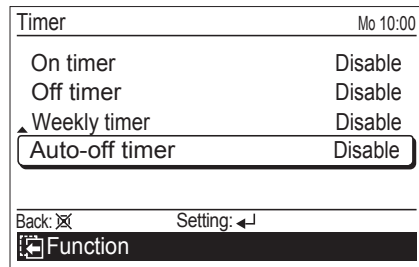 Timer Mo 10:00
On timer Disable
Off timer Disable
Weekly timer Disable
Auto-off timer Disable
Back: Setting:
Function